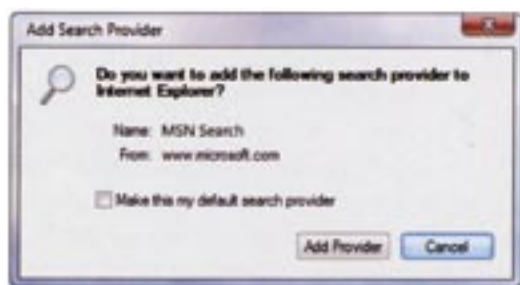 Add Search Provider
Do you want to add the following search provider to
Internet Explorer?
Name: MSN Search
From: www.microsoft.com
Make this my default search provider
Add Provider Cancel